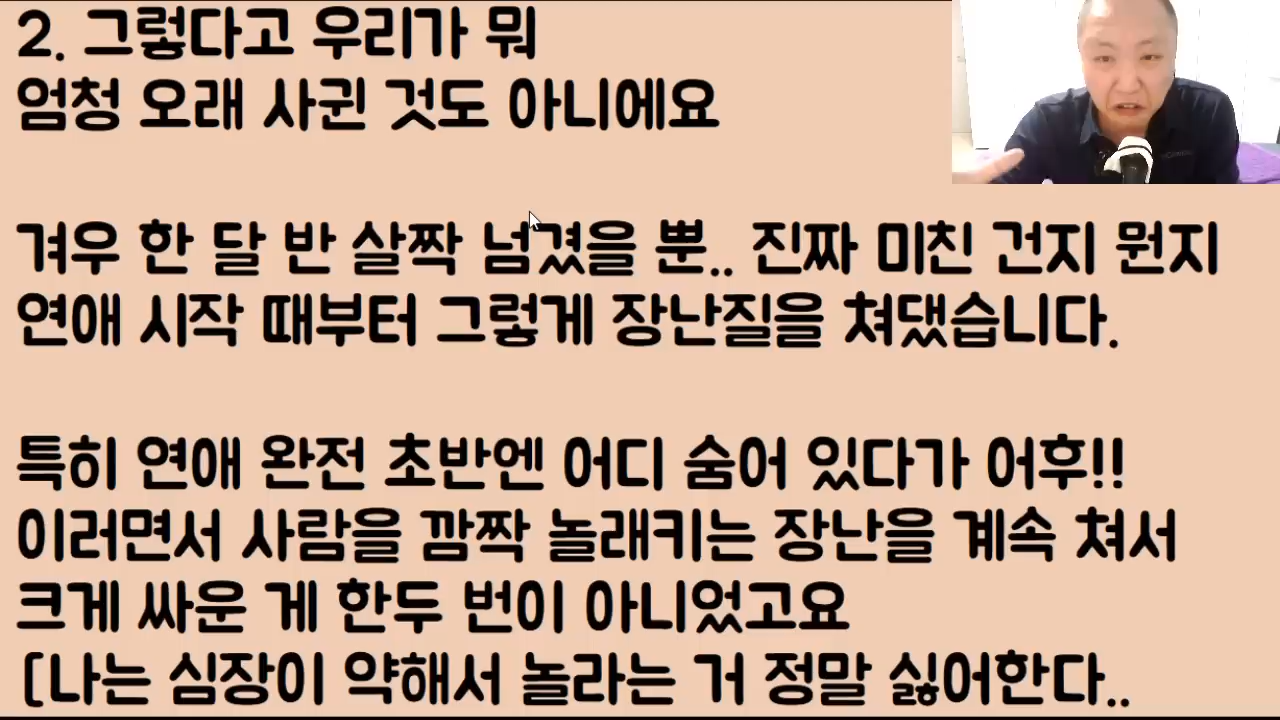 2. 그렇다고 우리가 뭐
엄청 오래 사귄 것도 아니에요
겨우 한 달 반 살짝 넘겼을 뿐.. 진짜 미친 건지 뭔지
연애 시작 때부터 그렇게 장난질을 쳐댔습니다.
특히 연애 완전 초반엔 어디 숨어 있다가 어후!!
이러면서 사람을 깜짝 놀래키는 장난을 계속 쳐서
크게 싸운 게 한두 번이 아니었고요
[나는 심장이 약해서 놀라는 거 정말 싫어한다..